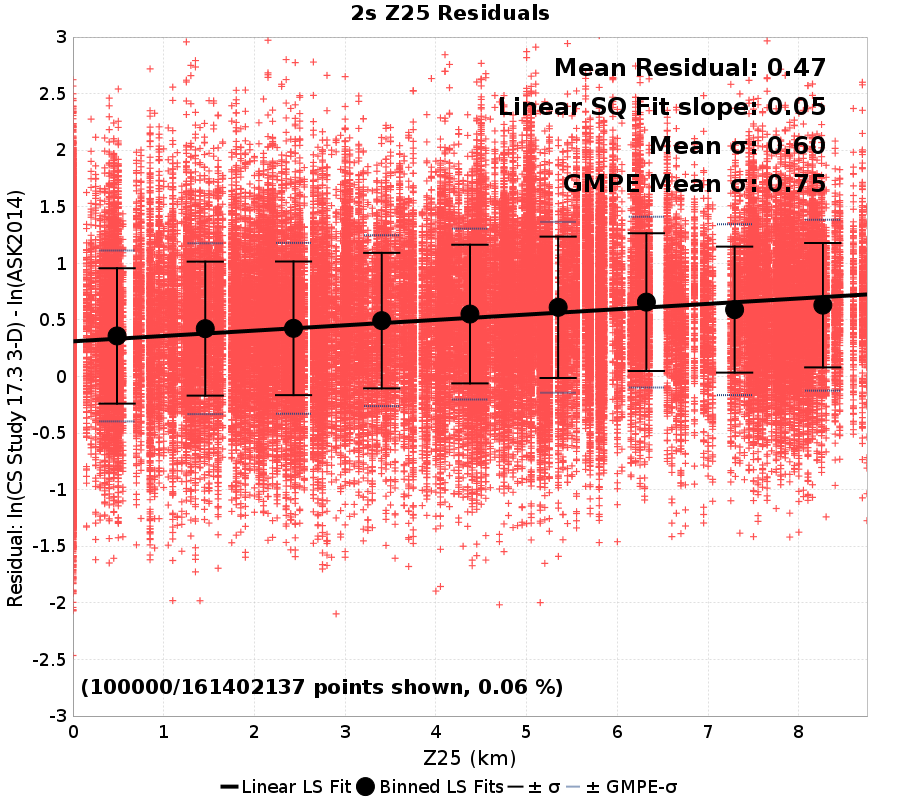 2s Z25 Residuals
Mean Residual: 0.47
Linear SQ Fit slope: 0.05
Mean σ: 0.60
GMPE Mean σ: 0.75
Residual: ln(CS Study 17.3 3-D) - ln(ASK2014)
3
2.5
2
1.5
1
0.5
0
-0.5
-1
-1.5
-2
-2.5
-3
(100000/161402137 points shown, 0.06 %)
0 1 2 3 4 5 6 7 8
Z25 (km)
Linear LS Fit Binned LS Fits ± σ ± GMPE-σ